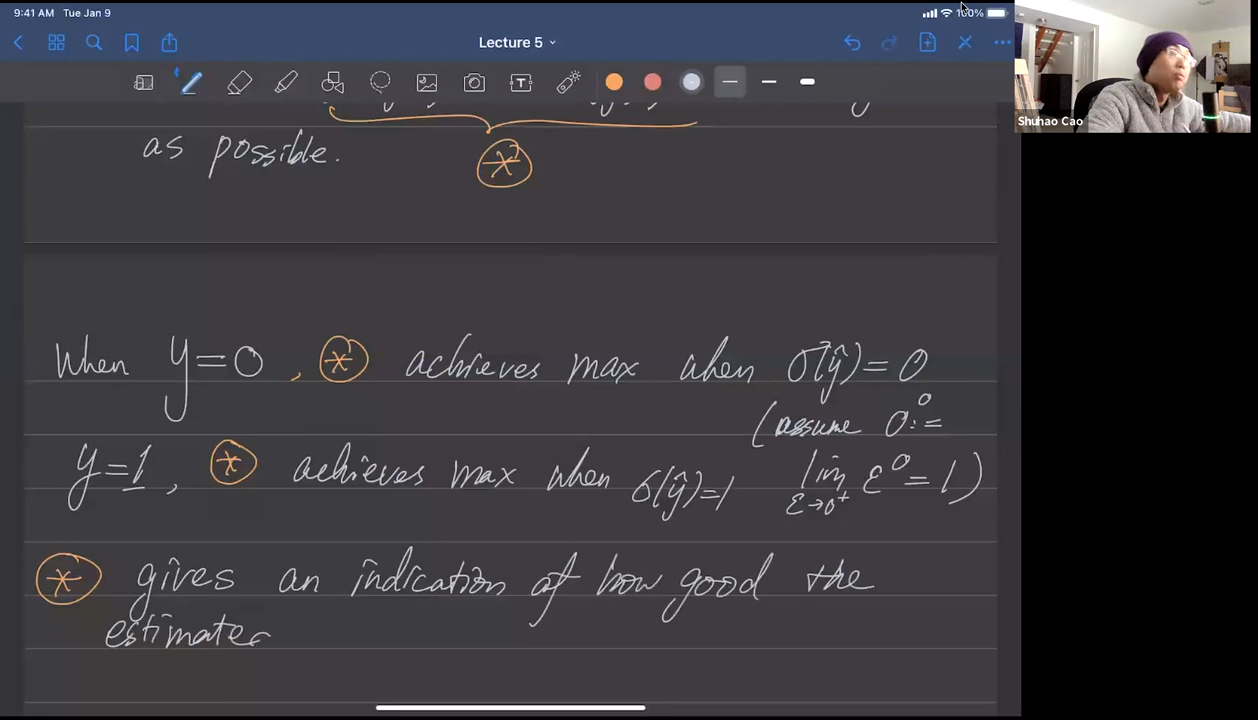 9:41 AM Tue Jan 9
100%
Lecture 5
Shuhao Cao
as possible.
*
When y=0, * achieves max when σ(ŷ)=0
(assume 0⁰:=
y=1, * achieves max when σ(ŷ)=1 lim ε→0⁺ ε⁰=1)
* gives an indication of how good the
estimater